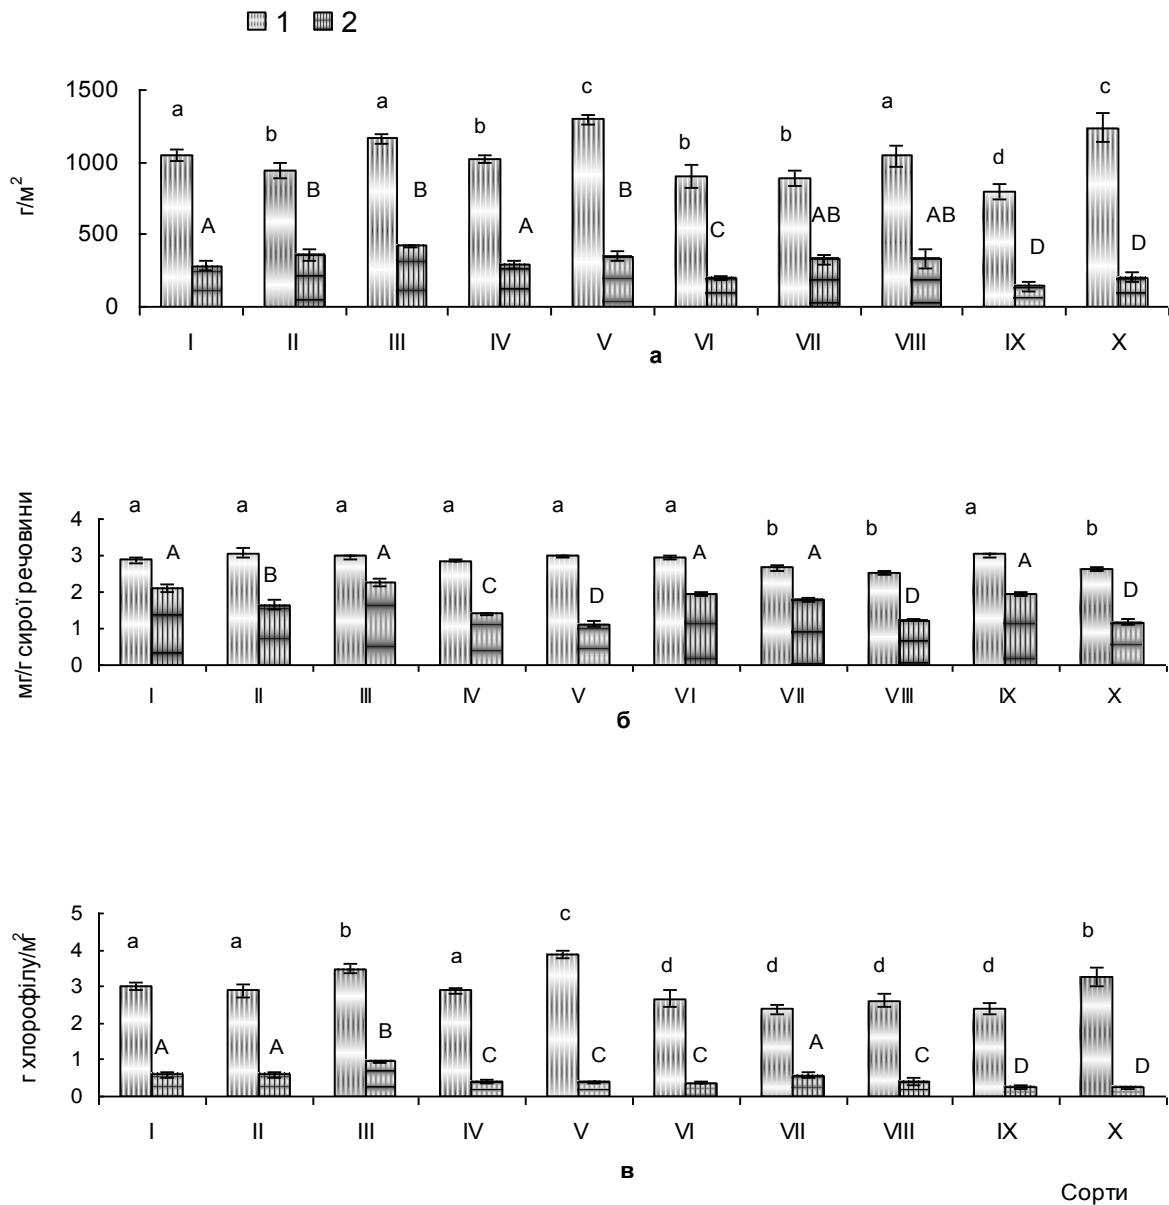 1 2
г/м²
1500
1000
500
0
a b a b c b b a d c
A B B A B C AB AB D D
I II III IV V VI VII VIII IX X
а
мг/г сирої речовини
4
3
2
1
0
a a a a a a b b a b
A B A C D A A D A D
I II III IV V VI VII VIII IX X
б
г хлорофілу/м²
5
4
3
2
1
0
a a b a c d d d d b
A A B C C C A C D D
I II III IV V VI VII VIII IX X
в
Сорти